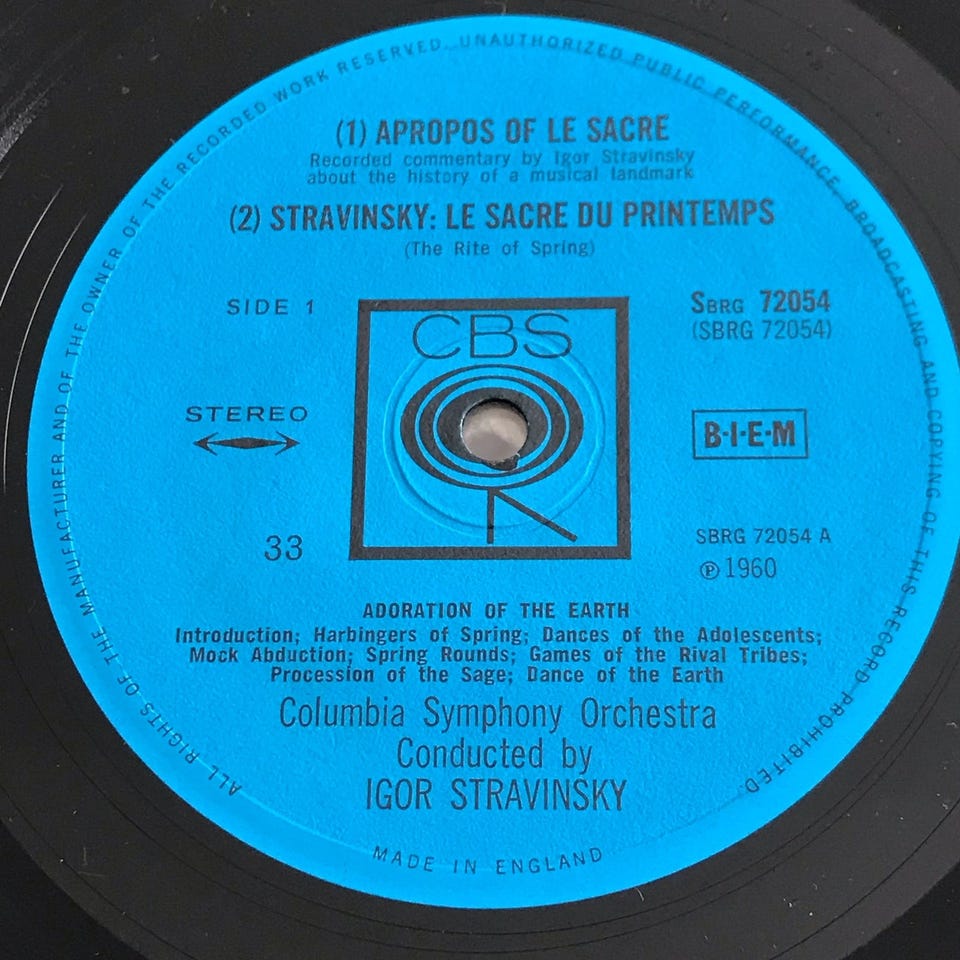 (1) APROPOS OF LE SACRE
Recorded commentary by Igor Stravinsky
about the history of a musical landmark
(2) STRAVINSKY: LE SACRE DU PRINTEMPS
(The Rite of Spring)
SIDE 1
SBRG 72054
(SBRG 72054)
CBS
STEREO
B·I·E·M
33
SBRG 72054 A
℗ 1960
ADORATION OF THE EARTH
Introduction; Harbingers of Spring; Dances of the Adolescents;
Mock Abduction; Spring Rounds; Games of the Rival Tribes;
Procession of the Sage; Dance of the Earth
Columbia Symphony Orchestra
Conducted by
IGOR STRAVINSKY
MADE IN ENGLAND
ALL RIGHTS OF THE MANUFACTURER AND OF THE OWNER OF THE RECORDED WORK RESERVED. UNAUTHORIZED PUBLIC PERFORMANCE, BROADCASTING AND COPYING OF THIS RECORD PROHIBITED.